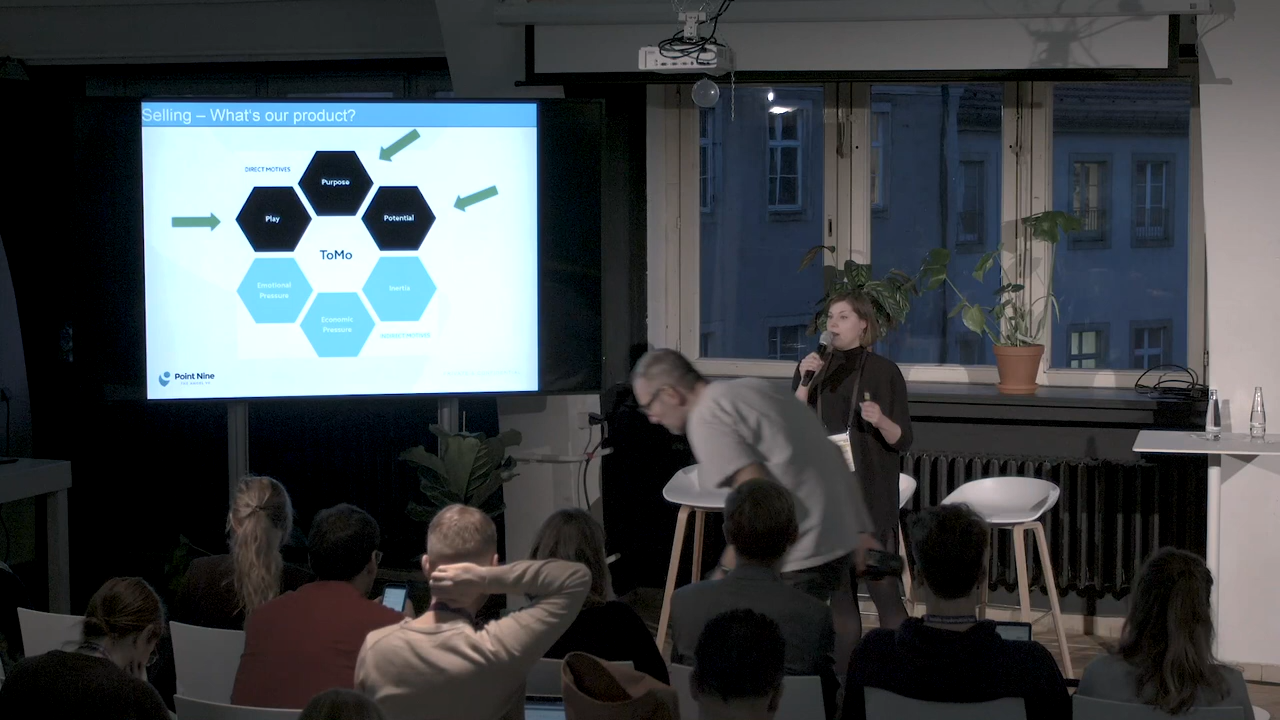 Selling – What's our product?
DIRECT MOTIVES
Purpose
Play
Potential
ToMo
Emotional
Pressure
Inertia
Economic
Pressure
INDIRECT MOTIVES
Point Nine